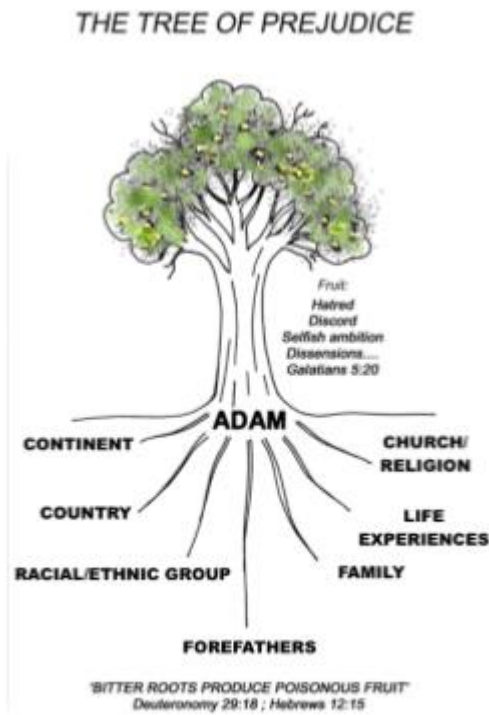 THE TREE OF PREJUDICE
Fruit:
Hatred
Discord
Selfish ambition
Dissensions....
Galatians 5:20
ADAM
CONTINENT
CHURCH/
RELIGION
COUNTRY
LIFE
EXPERIENCES
RACIAL/ETHNIC GROUP
FAMILY
FOREFATHERS
'BITTER ROOTS PRODUCE POISONOUS FRUIT'
Deuteronomy 29:18 ; Hebrews 12:15